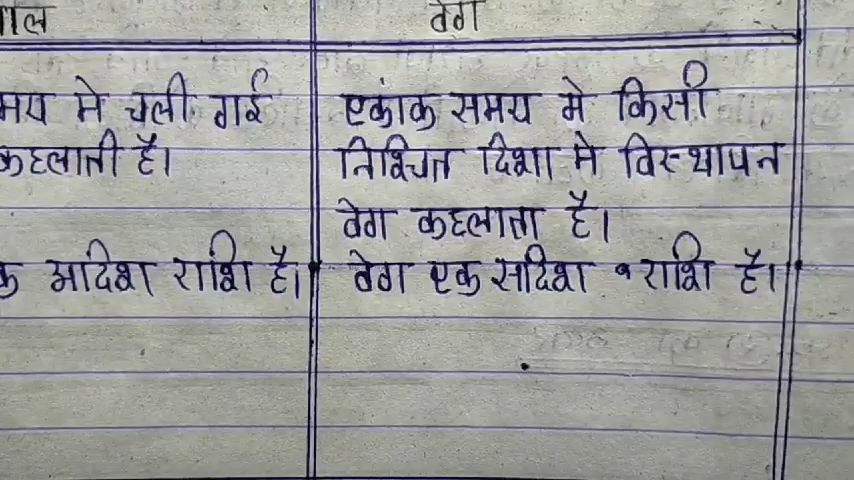 ाल वेग
मय मे चली गई एकांक समय मे किसी
कहलाती है। निश्चित दिशा मे विस्थापन
वेग कहलाता है।
क अदिश राशि है। वेग एक सदिश राशि है।